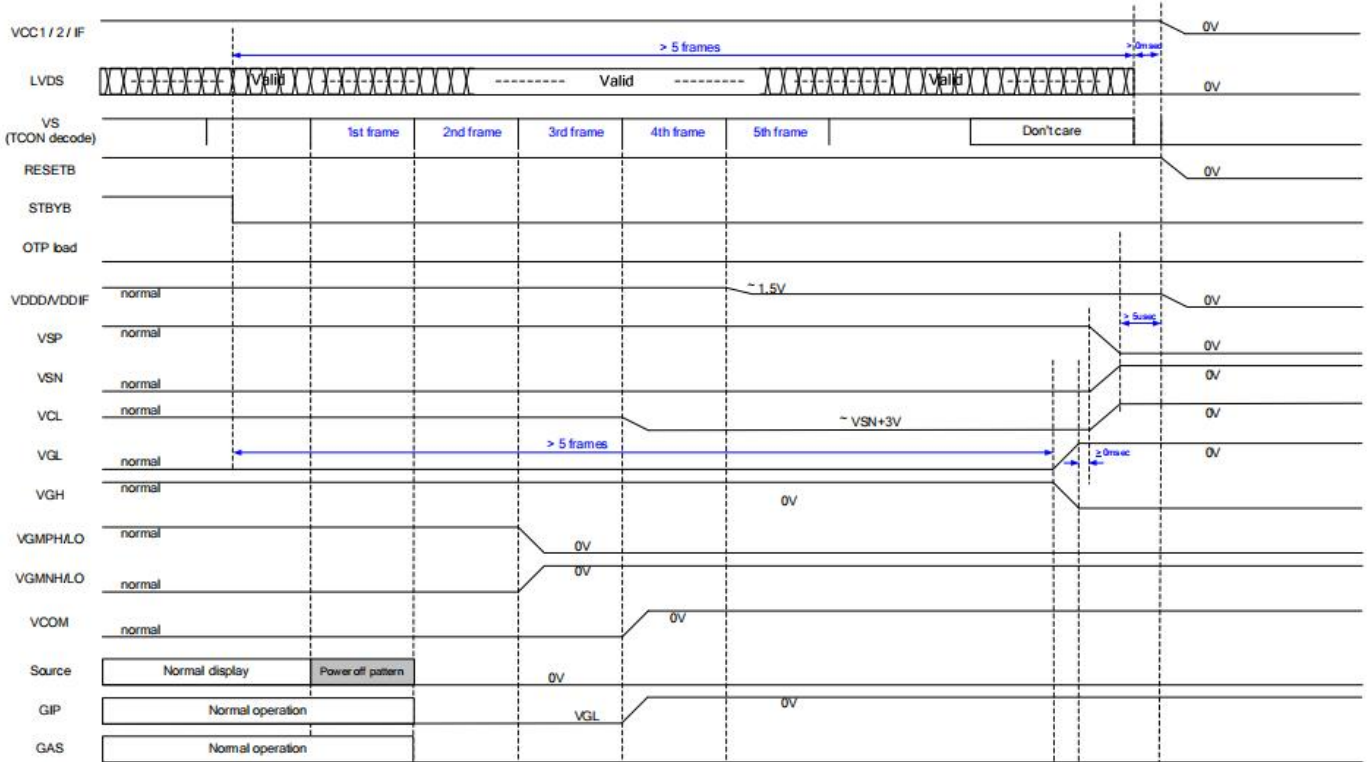 VCC1 / 2 / IF
0V
> 5 frames
> 0msec
LVDS
Valid
Valid
Valid
0V
VS
(TCON decode)
1st frame
2nd frame
3rd frame
4th frame
5th frame
Don't care
RESETB
0V
STBYB
OTP load
VDDD/VDDIF
normal
~ 1.5V
0V
> 5usec
VSP
normal
0V
VSN
normal
0V
VCL
normal
~ VSN+3V
0V
> 5 frames
VGL
normal
≥ 0msec
0V
VGH
normal
0V
VGMPH/LO
normal
0V
VGMNH/LO
normal
0V
VCOM
normal
0V
Source
Normal display
Power off pattern
0V
GIP
Normal operation
VGL
0V
GAS
Normal operation